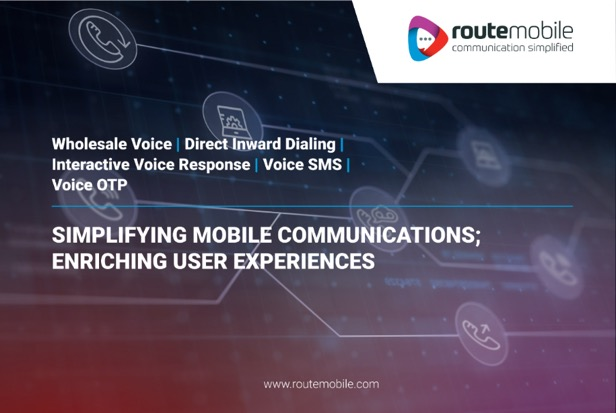 routemobile
communication simplified
Wholesale Voice | Direct Inward Dialing |
Interactive Voice Response | Voice SMS |
Voice OTP
SIMPLIFYING MOBILE COMMUNICATIONS;
ENRICHING USER EXPERIENCES
www.routemobile.com